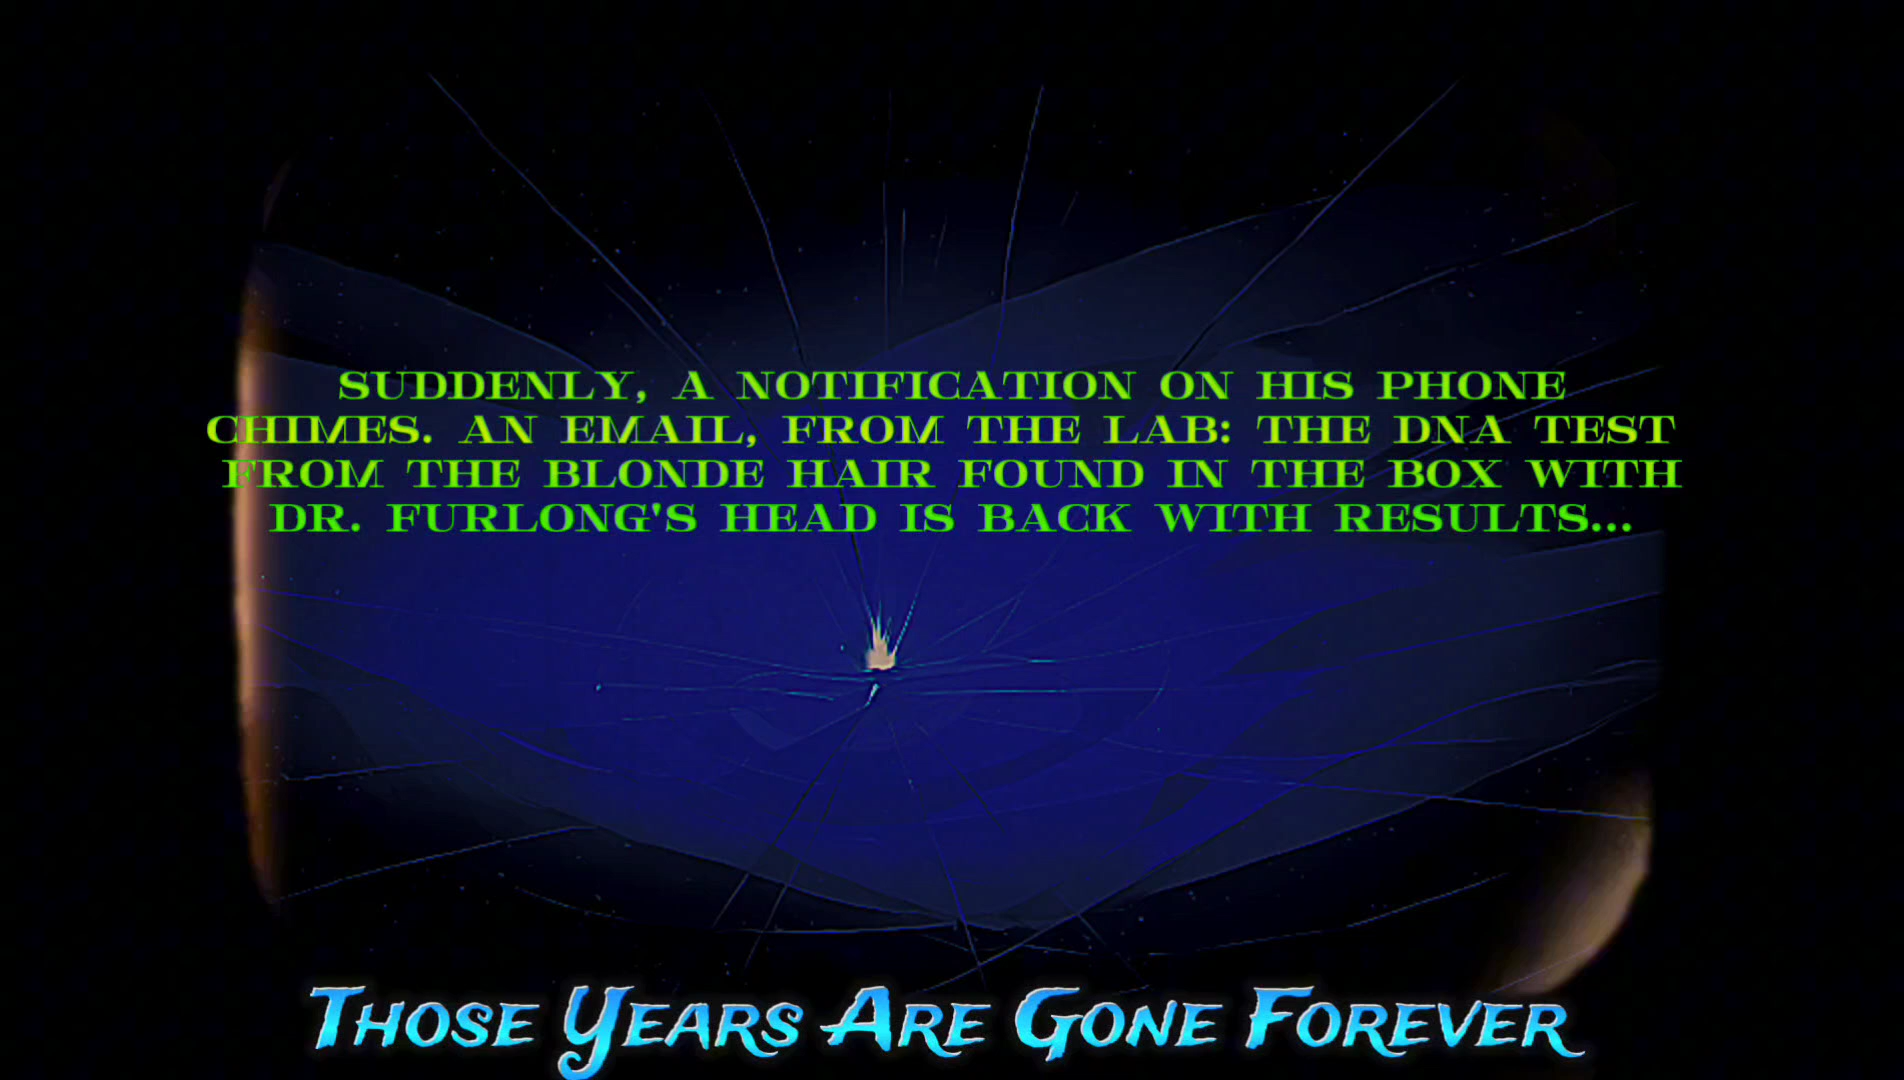 SUDDENLY, A NOTIFICATION ON HIS PHONE
CHIMES. AN EMAIL, FROM THE LAB: THE DNA TEST
FROM THE BLONDE HAIR FOUND IN THE BOX WITH
DR. FURLONG'S HEAD IS BACK WITH RESULTS...
THOSE YEARS ARE GONE FOREVER